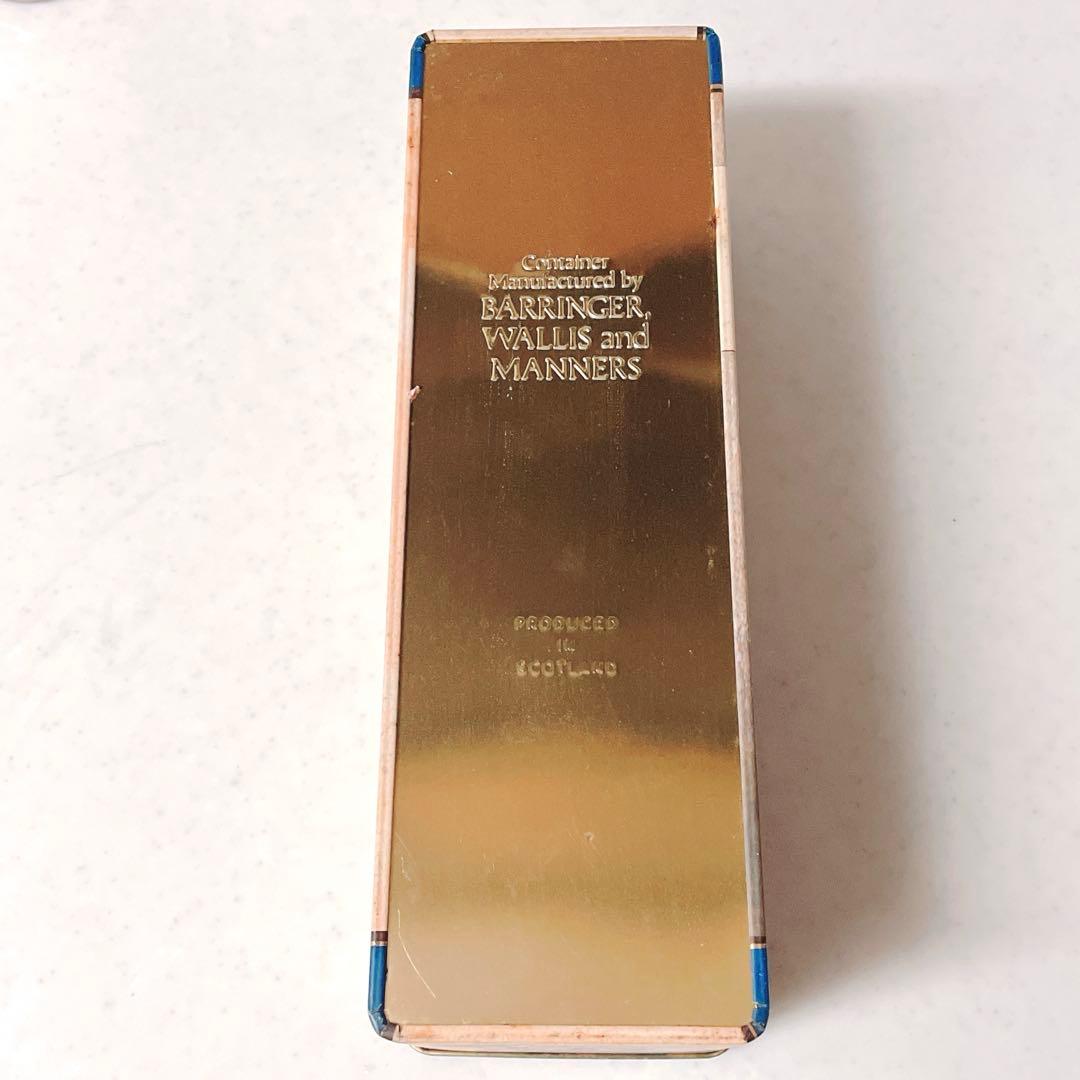 Container
Manufactured by
BARRINGER,
WALLIS and
MANNERS
PRODUCED
IN
SCOTLAND